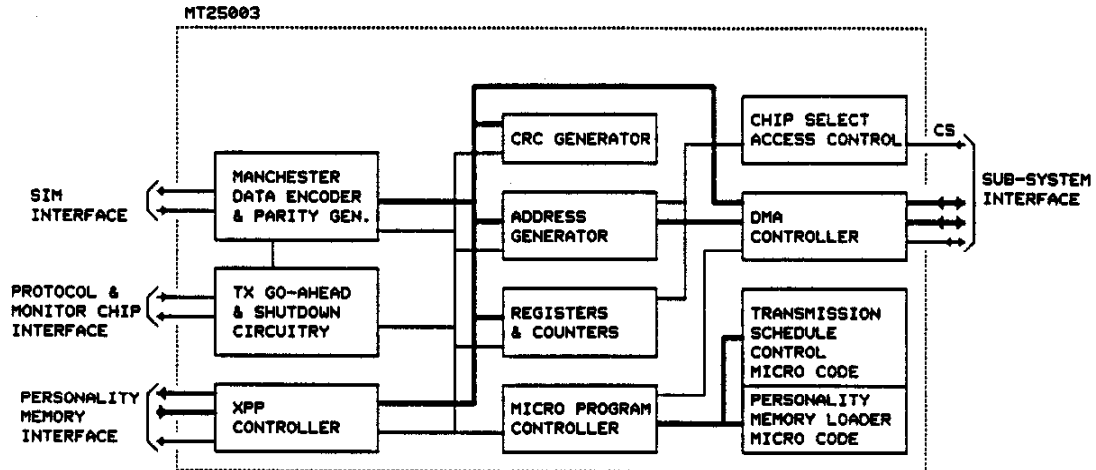 MT25003
SIM
INTERFACE
PROTOCOL &
MONITOR CHIP
INTERFACE
PERSONALITY
MEMORY
INTERFACE
MANCHESTER
DATA ENCODER
& PARITY GEN.
TX GO-AHEAD
& SHUTDOWN
CIRCUITRY
XPP
CONTROLLER
CRC GENERATOR
ADDRESS
GENERATOR
REGISTERS
& COUNTERS
MICRO PROGRAM
CONTROLLER
CHIP SELECT
ACCESS CONTROL
DMA
CONTROLLER
TRANSMISSION
SCHEDULE
CONTROL
MICRO CODE
PERSONALITY
MEMORY LOADER
MICRO CODE
CS
SUB-SYSTEM
INTERFACE